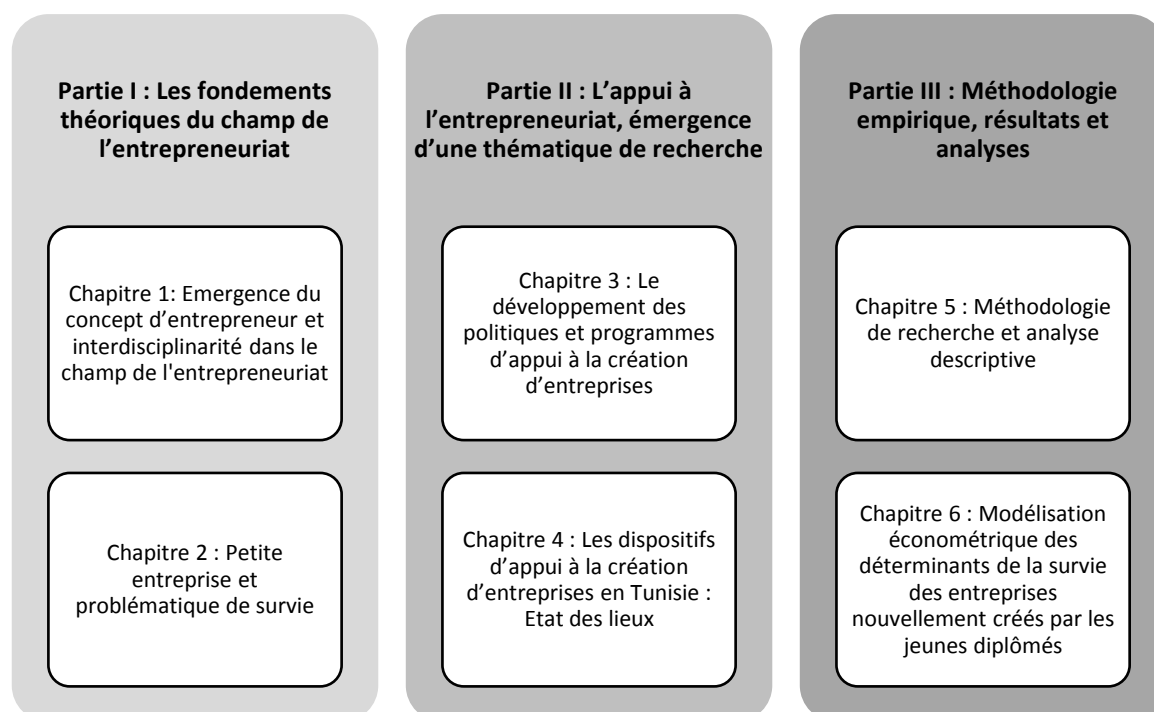 Partie I : Les fondements
théoriques du champ de
l’entrepreneuriat
Chapitre 1: Emergence du
concept d’entrepreneur et
interdisciplinarité dans le
champ de l'entrepreneuriat
Chapitre 2 : Petite
entreprise et
problématique de survie
Partie II : L’appui à
l’entrepreneuriat, émergence
d’une thématique de recherche
Chapitre 3 : Le
développement des
politiques et programmes
d’appui à la création
d’entreprises
Chapitre 4 : Les dispositifs
d’appui à la création
d’entreprises en Tunisie :
Etat des lieux
Partie III : Méthodologie
empirique, résultats et
analyses
Chapitre 5 : Méthodologie
de recherche et analyse
descriptive
Chapitre 6 : Modélisation
économétrique des
déterminants de la survie
des entreprises
nouvellement créés par les
jeunes diplômés